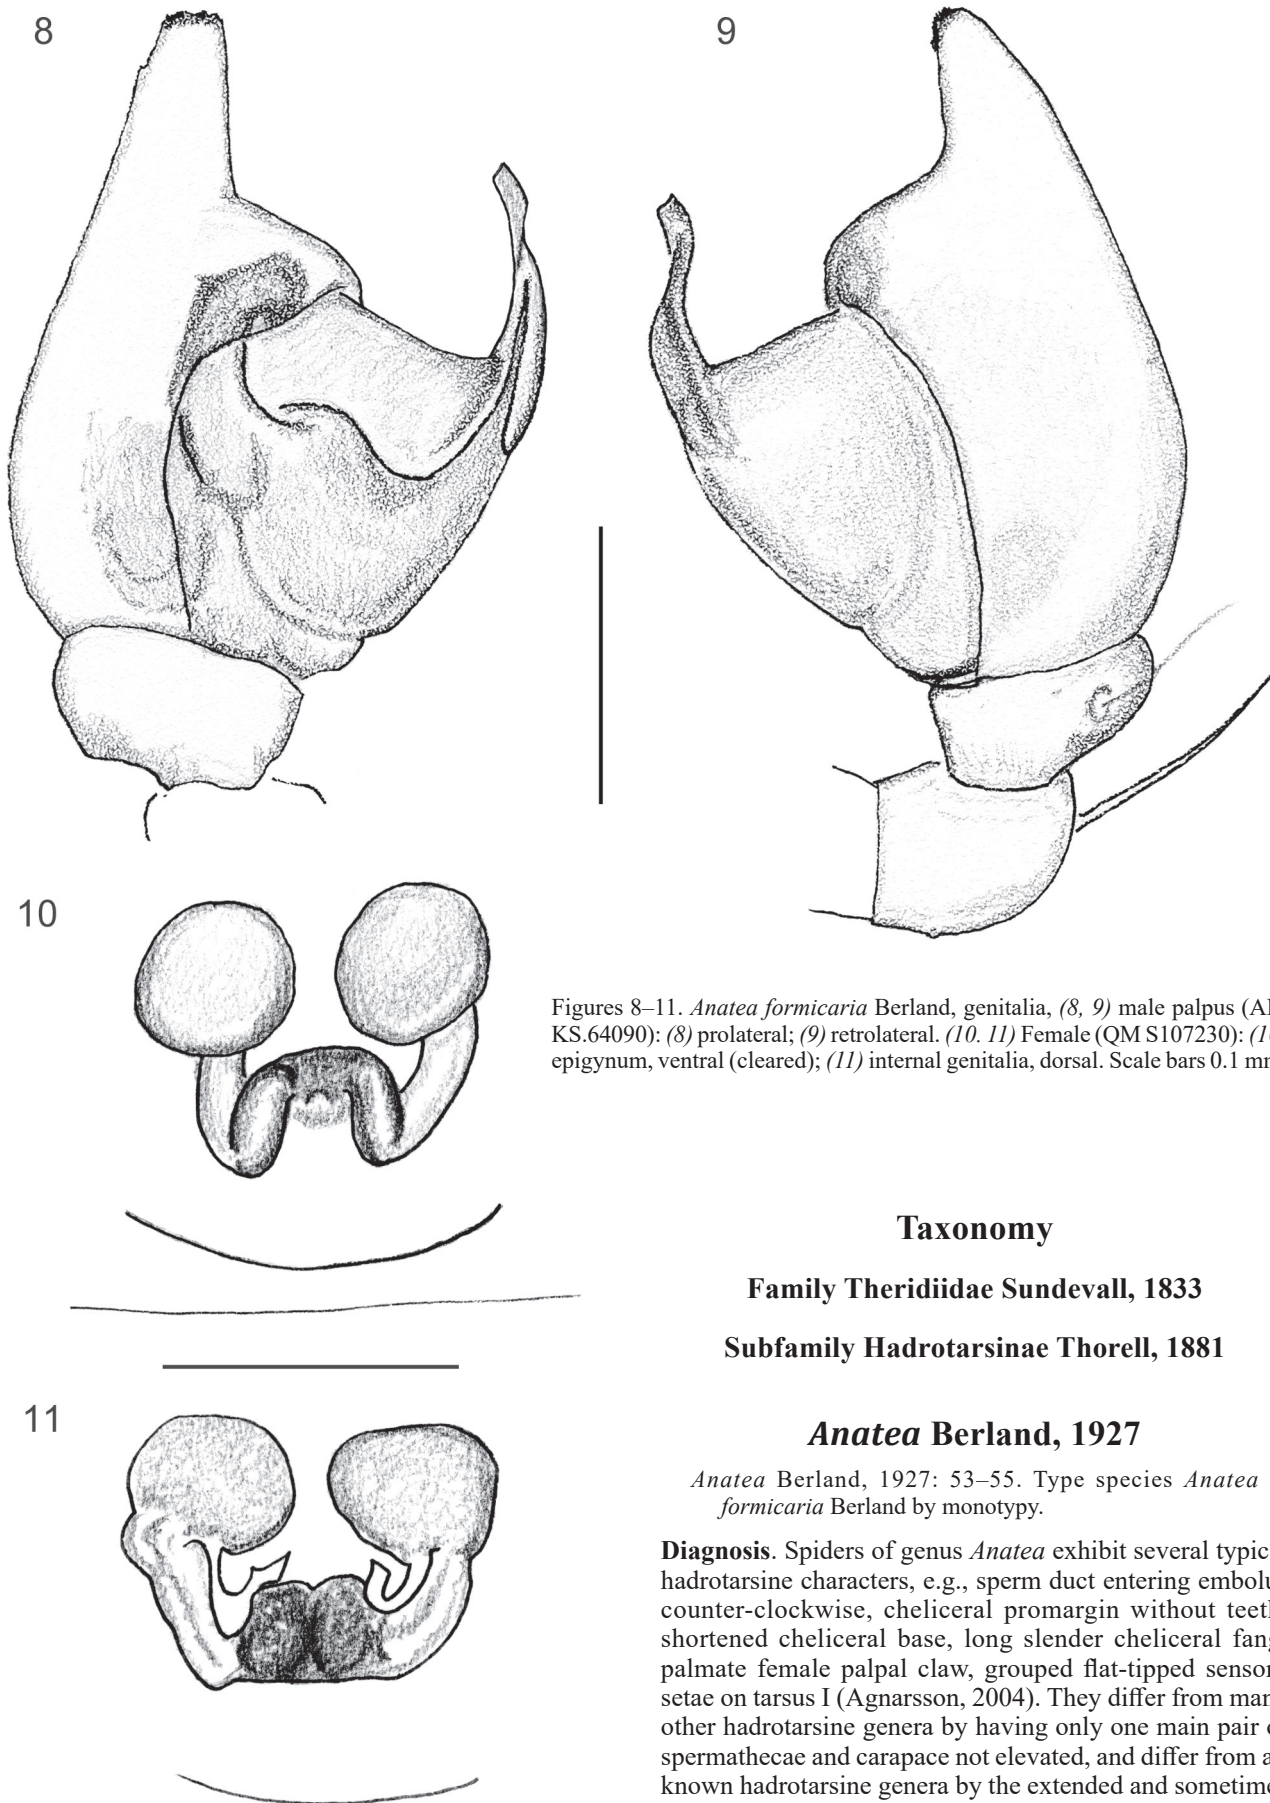 8
9
10
Figures 8–11. Anatea formicaria Berland, genitalia, (8, 9) male palpus
KS.64090): (8) prolateral; (9) retrolateral. (10. 11) Female (QM S107230):
epigynum, ventral (cleared); (11) internal genitalia, dorsal. Scale bars 0.1
11
Taxonomy
Family Theridiidae Sundevall, 1833
Subfamily Hadrotarsinae Thorell, 1881
Anatea Berland, 1927
Anatea Berland, 1927: 53–55. Type species Anatea
formicaria Berland by monotypy.
Diagnosis. Spiders of genus Anatea exhibit several
hadrotarsine characters, e.g., sperm duct entering
counter-clockwise, cheliceral promargin without
shortened cheliceral base, long slender cheliceral
palmate female palpal claw, grouped flat-tipped
setae on tarsus I (Agnarsson, 2004). They differ from
other hadrotarsine genera by having only one main pair
spermathecae and carapace not elevated, and differ from
known hadrotarsine genera by the extended and